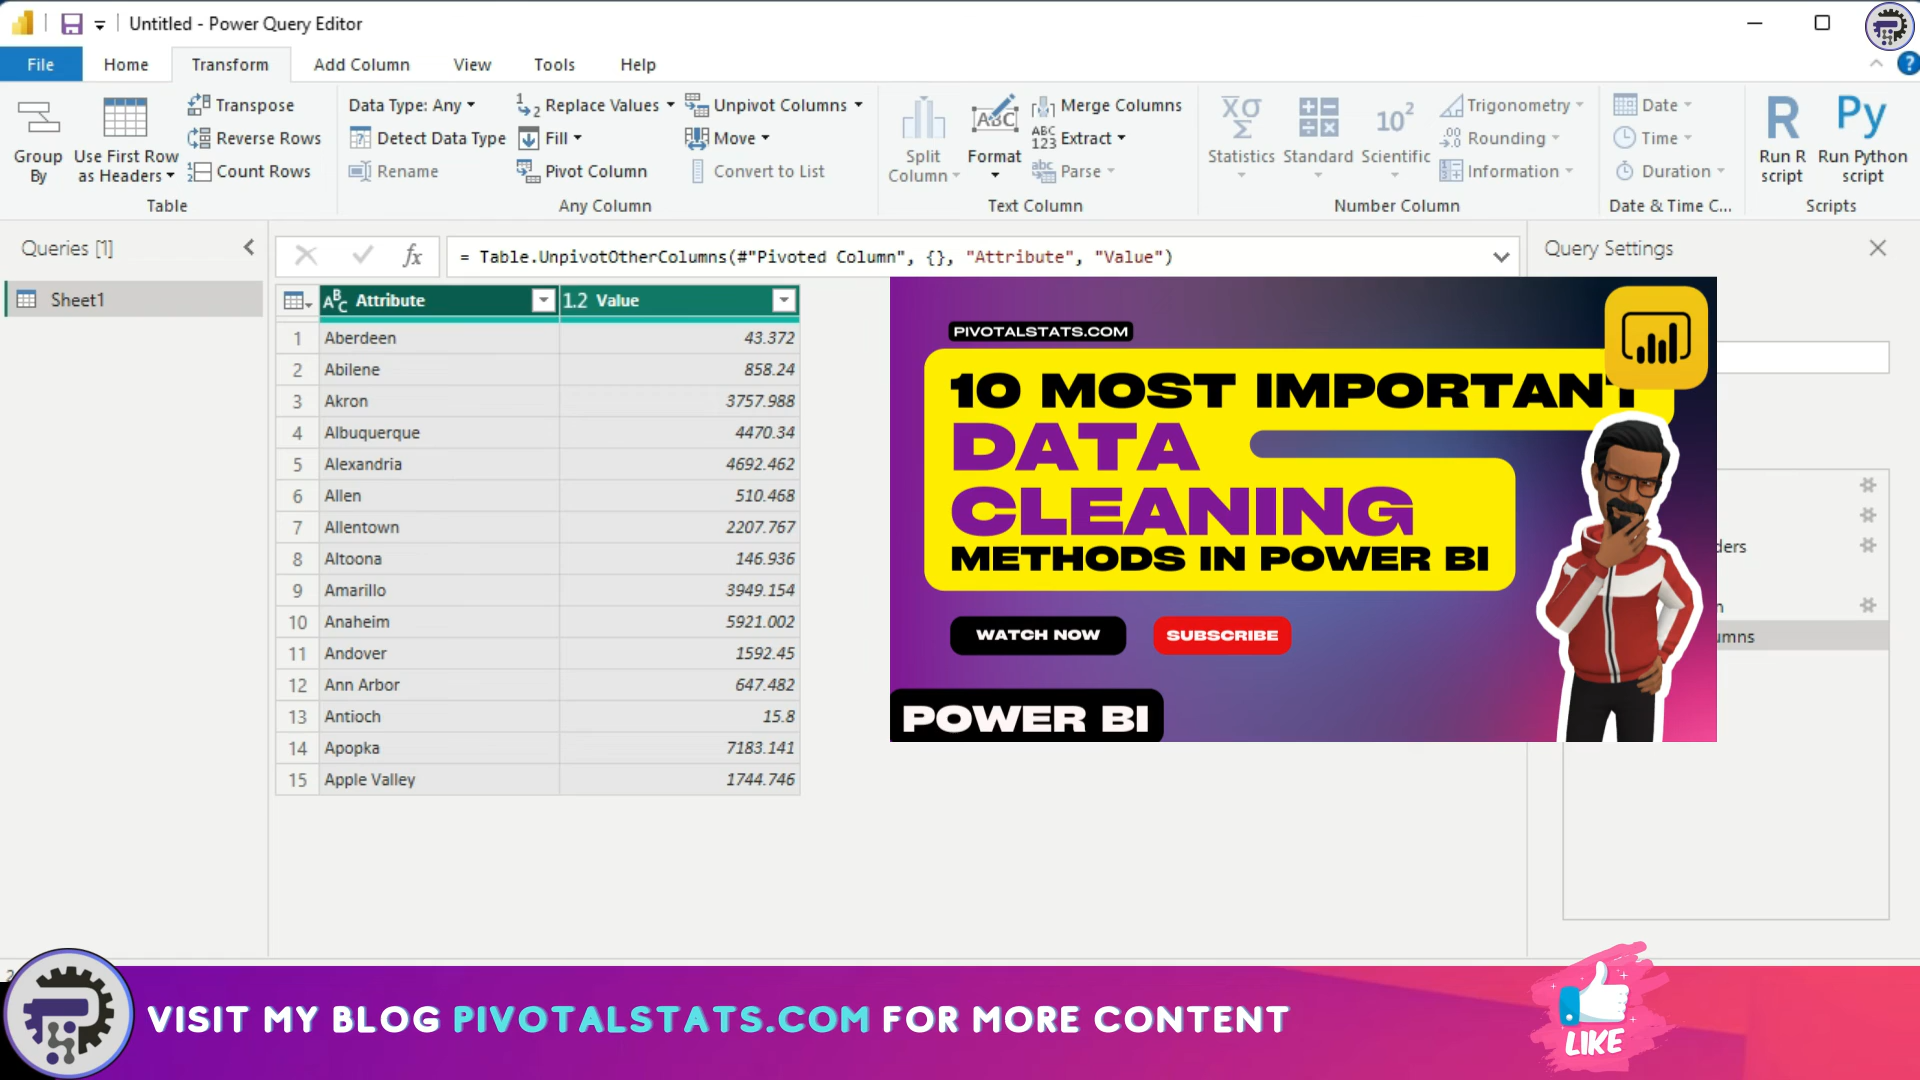 Untitled - Power Query Editor
File Home Transform Add Column View Tools Help
Group By
Use First Row as Headers
Transpose
Reverse Rows
Count Rows
Table
Data Type: Any
Detect Data Type
Rename
Replace Values
Fill
Pivot Column
Unpivot Columns
Move
Convert to List
Any Column
Split Column
Format
Merge Columns
Extract
Parse
Text Column
Statistics
Standard
Scientific
Trigonometry
Rounding
Information
Number Column
Date
Time
Duration
Date & Time C...
Run R script
Run Python script
Scripts
Queries [1]
Sheet1
= Table.UnpivotOtherColumns(#"Pivoted Column", {}, "Attribute", "Value")
Query Settings
Attribute 1.2 Value
1 Aberdeen 43.372
2 Abilene 858.24
3 Akron 3757.988
4 Albuquerque 4470.34
5 Alexandria 4692.462
6 Allen 510.468
7 Allentown 2207.767
8 Altoona 146.936
9 Amarillo 3949.154
10 Anaheim 5921.002
11 Andover 1592.45
12 Ann Arbor 647.482
13 Antioch 15.8
14 Apopka 7183.141
15 Apple Valley 1744.746
PIVOTALSTATS.COM
10 MOST IMPORTANT
DATA
CLEANING
METHODS IN POWER BI
WATCH NOW SUBSCRIBE
POWER BI
VISIT MY BLOG PIVOTALSTATS.COM FOR MORE CONTENT
LIKE